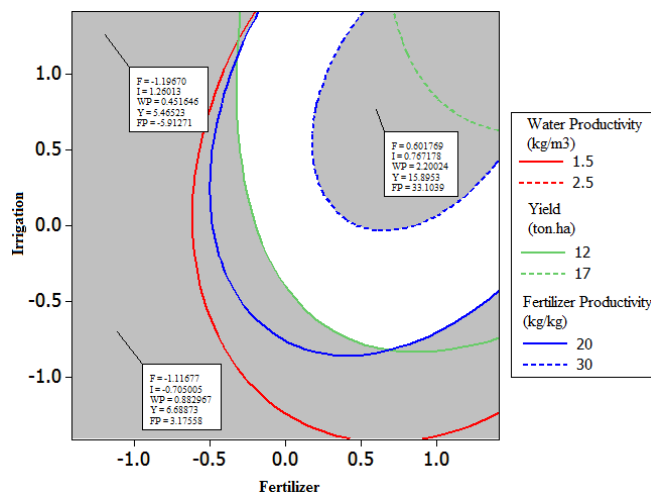 1.0
0.5
0.0
-0.5
-1.0
Irrigation
-1.0
-0.5
0.0
0.5
1.0
Fertilizer
F = -1.19670
I = 1.26013
WP = 0.451646
Y = 5.46523
FP = -5.91271
F = 0.601769
I = 0.767178
WP = 2.20024
Y = 15.8953
FP = 33.1039
F = -1.11677
I = -0.705005
WP = 0.882967
Y = 6.68873
FP = 3.17558
Water Productivity
(kg/m3)
1.5
2.5
Yield
(ton.ha)
12
17
Fertilizer Productivity
(kg/kg)
20
30